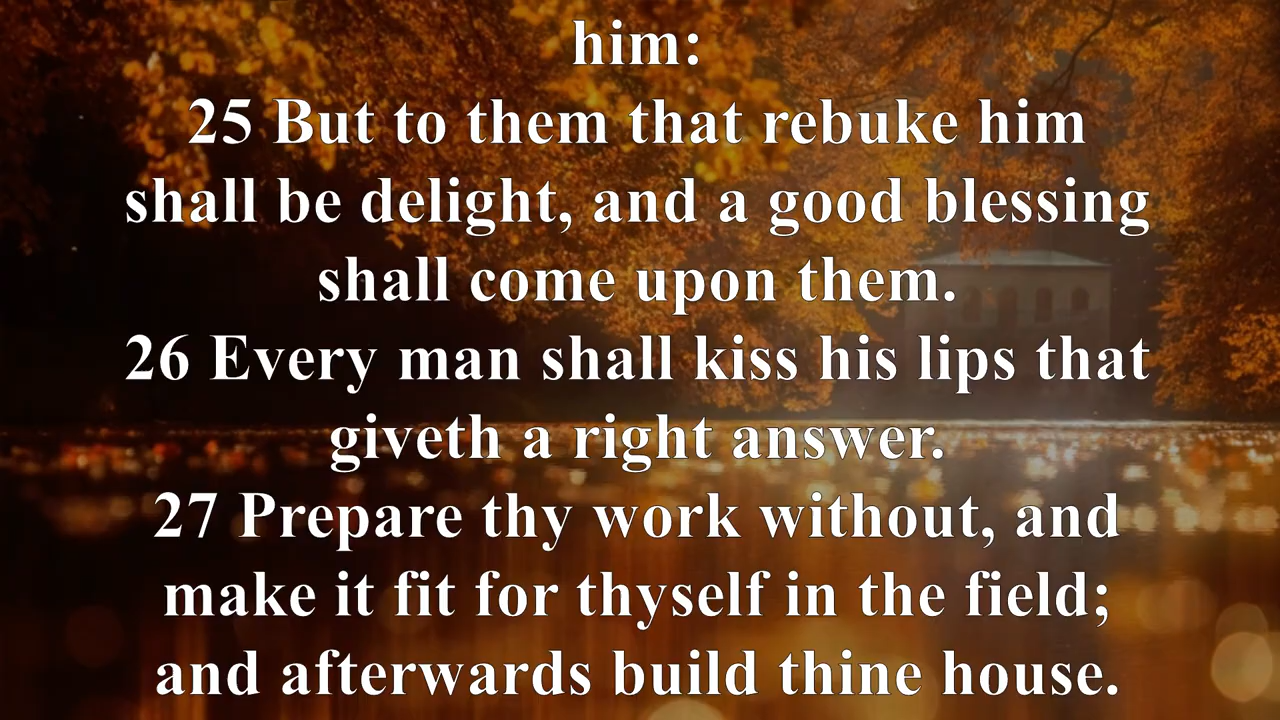 him:
25 But to them that rebuke him
shall be delight, and a good blessing
shall come upon them.
26 Every man shall kiss his lips that
giveth a right answer.
27 Prepare thy work without, and
make it fit for thyself in the field;
and afterwards build thine house.